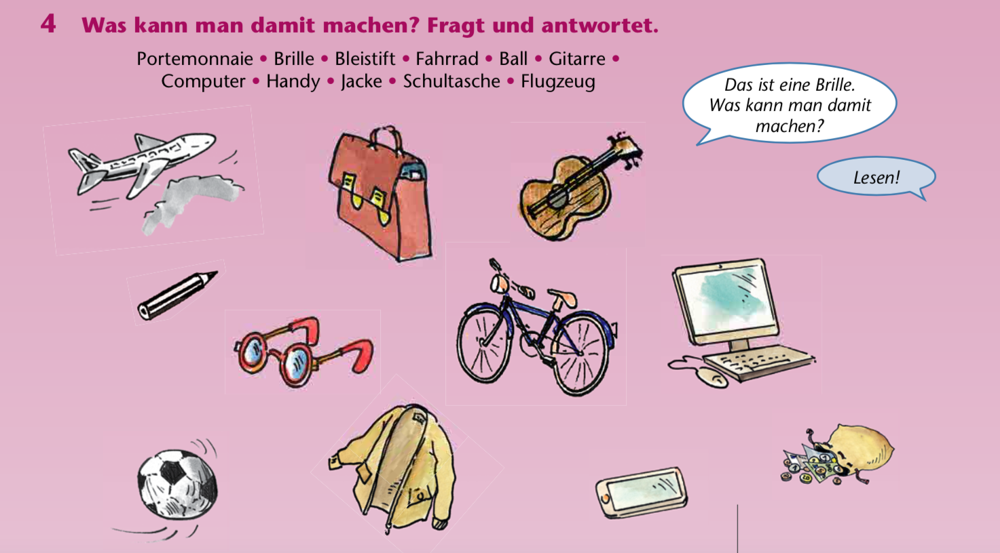 4 Was kann man damit machen? Fragt und antwortet.
Portemonnaie • Brille • Bleistift • Fahrrad • Ball • Gitarre •
Computer • Handy • Jacke • Schultasche • Flugzeug
Das ist eine Brille.
Was kann man damit
machen?
Lesen!